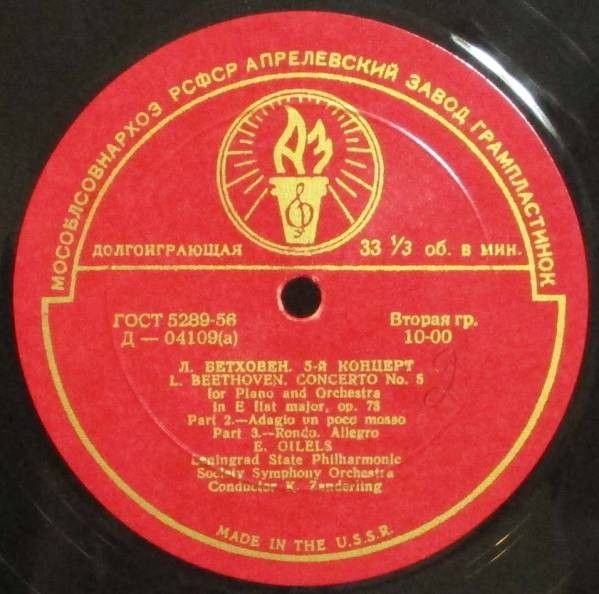 МОСОБЛСОВНАРХОЗ РСФСР АПРЕЛЕВСКИЙ ЗАВОД ГРАМПЛАСТИНОК
АЗ
ДОЛГОИГРАЮЩАЯ
33 ⅓ об. в мин.
ГОСТ 5289-56
Вторая гр.
Д — 04109(а)
10-00
Л. БЕТХОВЕН. 5-й КОНЦЕРТ
L. BEETHOVEN. CONCERTO No. 5
for Piano and Orchestra
in E flat major, op. 73
Part 2.—Adagio un poco mosso
Part 3.—Rondo. Allegro
E. GILELS
Leningrad State Philharmonic
Society Symphony Orchestra
Conductor K. Zanderling
2
MADE IN THE U.S.S.R.